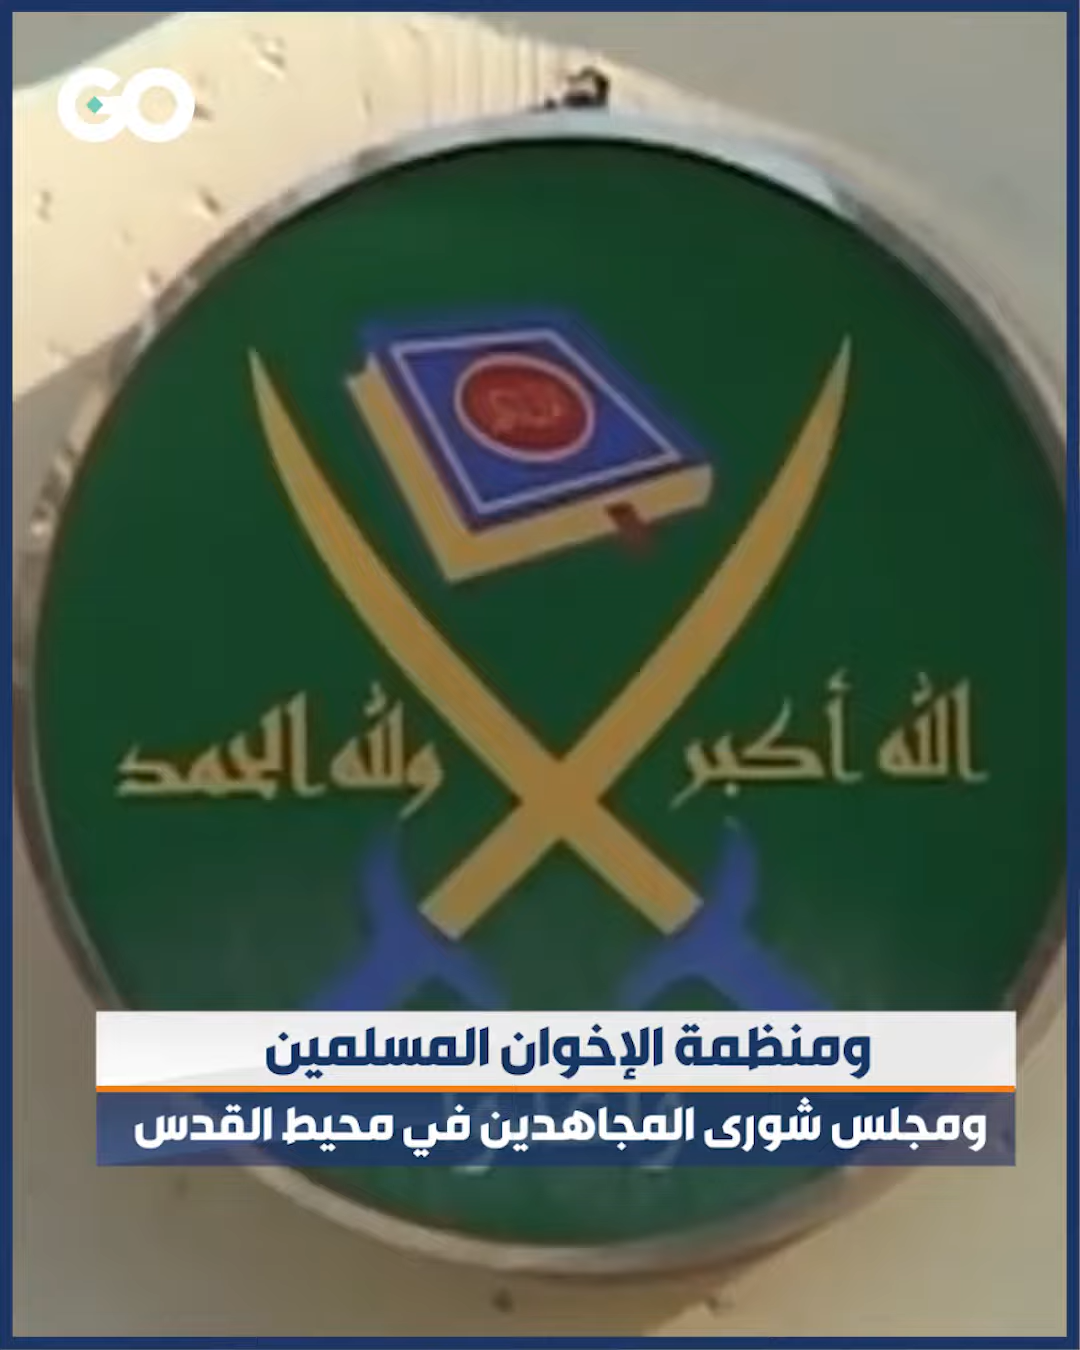 GO
الله أكبر ولله الحمد
ومنظمة الإخوان المسلمين
ومجلس شورى المجاهدين في محيط القدس